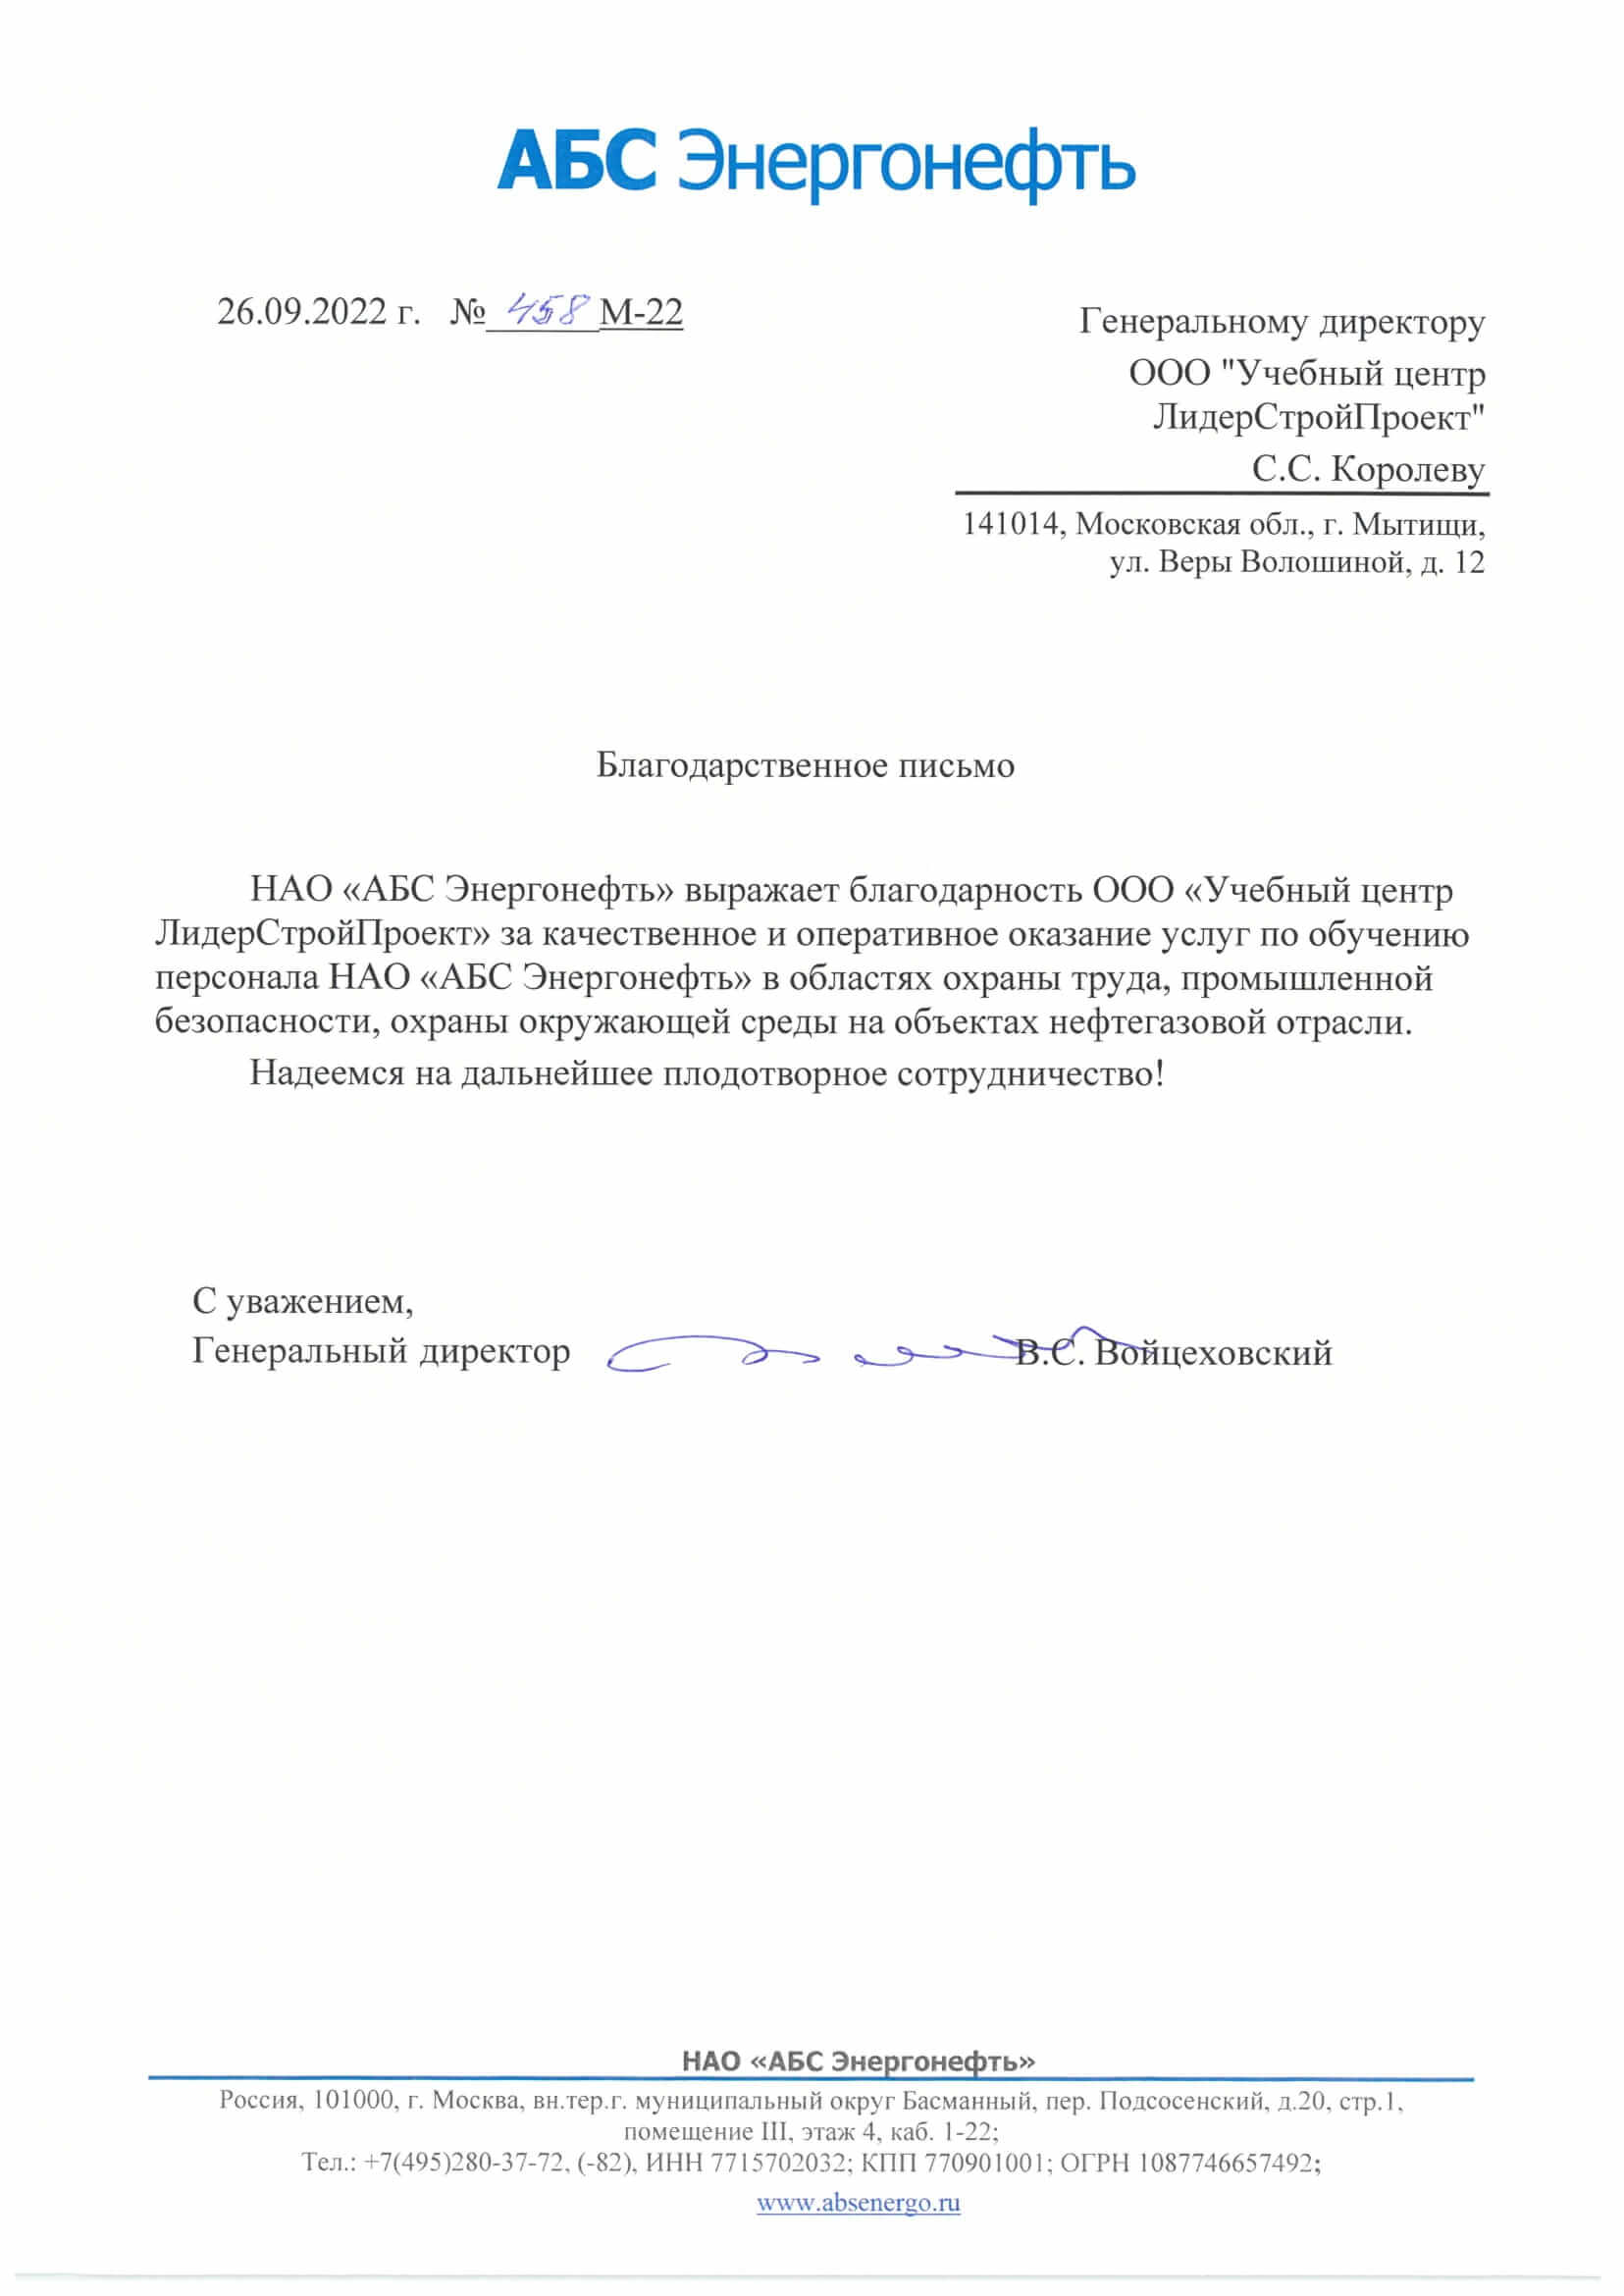 АБС Энергонефть
26.09.2022 г. № 458 М-22
Генеральному директору
ООО "Учебный центр
ЛидерСтройПроект"
С.С. Королеву
141014, Московская обл., г. Мытищи,
ул. Веры Волошиной, д. 12
Благодарственное письмо
НАО «АБС Энергонефть» выражает благодарность ООО «Учебный центр
ЛидерСтройПроект» за качественное и оперативное оказание услуг по обучению
персонала НАО «АБС Энергонефть» в областях охраны труда, промышленной
безопасности, охраны окружающей среды на объектах нефтегазовой отрасли.
Надеемся на дальнейшее плодотворное сотрудничество!
С уважением,
Генеральный директор В.С. Войцеховский
НАО «АБС Энергонефть»
Россия, 101000, г. Москва, вн.тер.г. муниципальный округ Басманный, пер. Подсосенский, д.20, стр.1,
помещение III, этаж 4, каб. 1-22;
Тел.: +7(495)280-37-72, (-82), ИНН 7715702032; КПП 770901001; ОГРН 1087746657492;
www.absenergo.ru